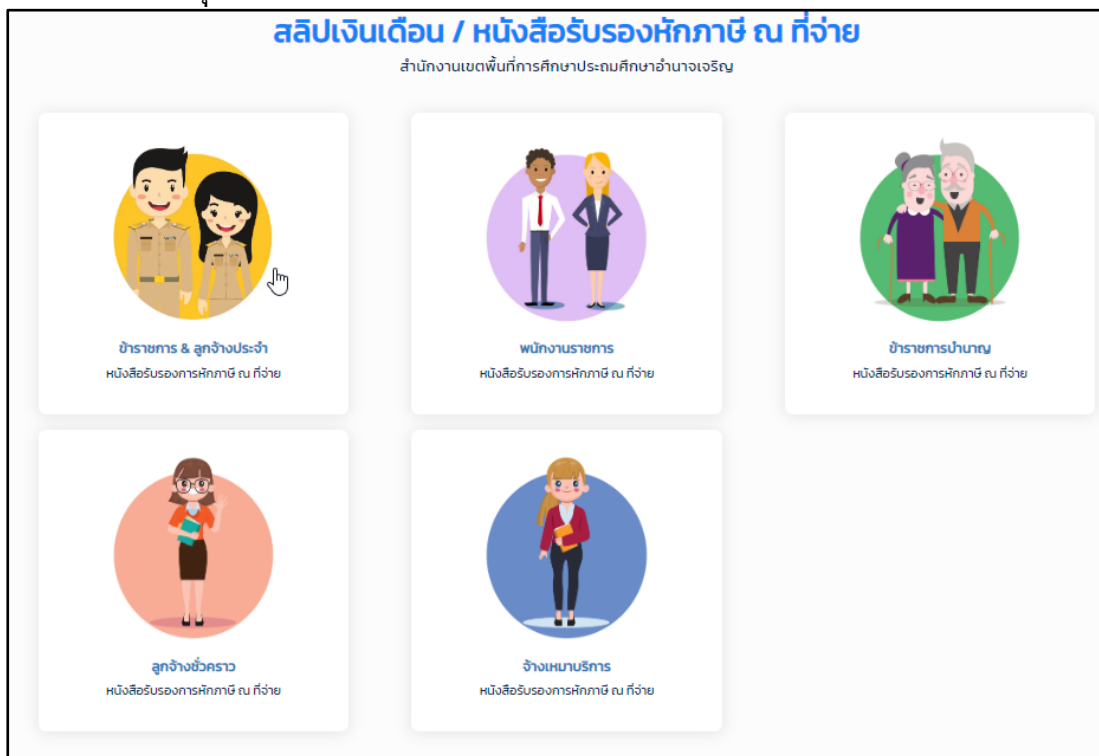 สลิปเงินเดือน / หนังสือรับรองหักภาษี ณ ที่จ่าย
สำนักงานเขตพื้นที่การศึกษาประถมศึกษาอำนาจเจริญ
ข้าราชการ & ลูกจ้างประจำ
หนังสือรับรองการหักภาษี ณ ที่จ่าย
พนักงานราชการ
หนังสือรับรองการหักภาษี ณ ที่จ่าย
ข้าราชการบำนาญ
หนังสือรับรองการหักภาษี ณ ที่จ่าย
ลูกจ้างชั่วคราว
หนังสือรับรองการหักภาษี ณ ที่จ่าย
จ้างเหมาบริการ
หนังสือรับรองการหักภาษี ณ ที่จ่าย